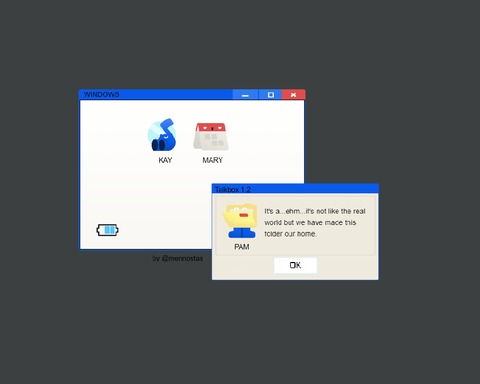 WINDOWS
KAY MARY
Talkbox 1.2
It's a...ehm...it's not like the real
world but we have made this
folder our home.
PAM
OK
by @mennostas